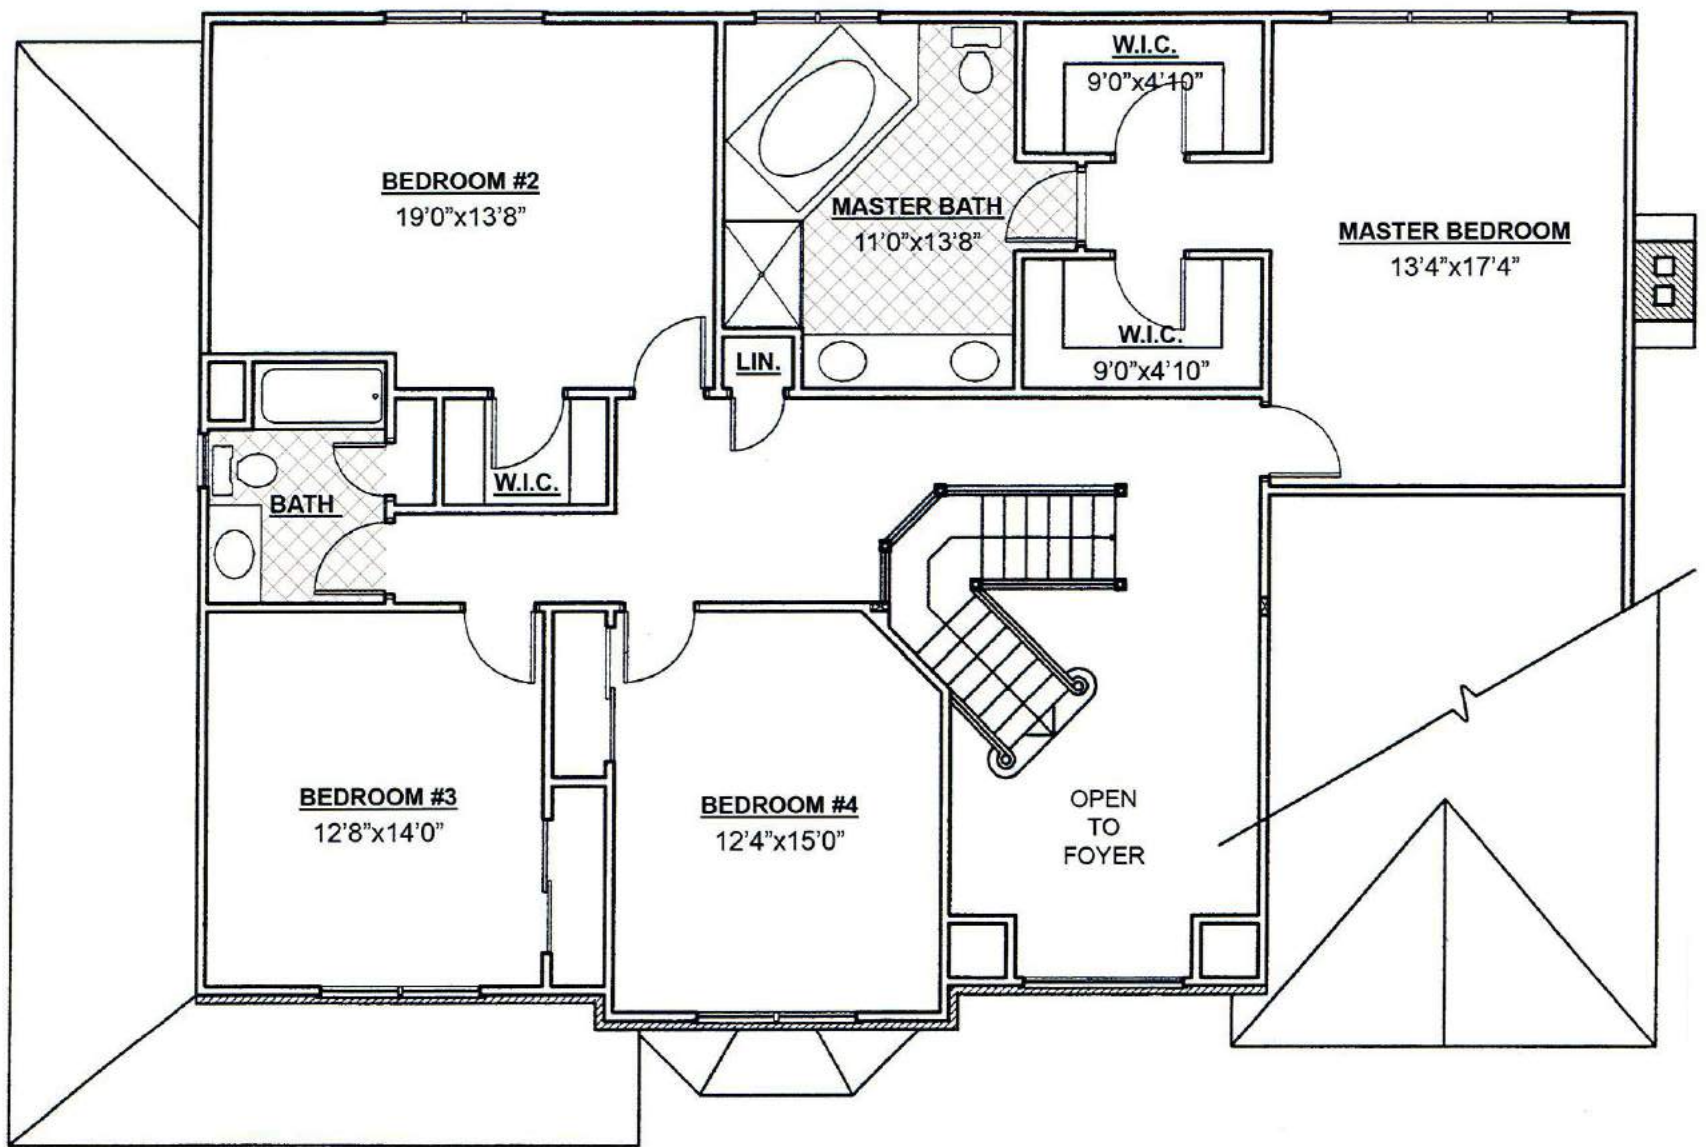 W.I.C.
9'0"x4'10"
BEDROOM #2
19'0"x13'8"
MASTER BATH
11'0"x13'8"
MASTER BEDROOM
13'4"x17'4"
W.I.C.
9'0"x4'10"
LIN.
W.I.C.
BATH
BEDROOM #3
12'8"x14'0"
BEDROOM #4
12'4"x15'0"
OPEN
TO
FOYER